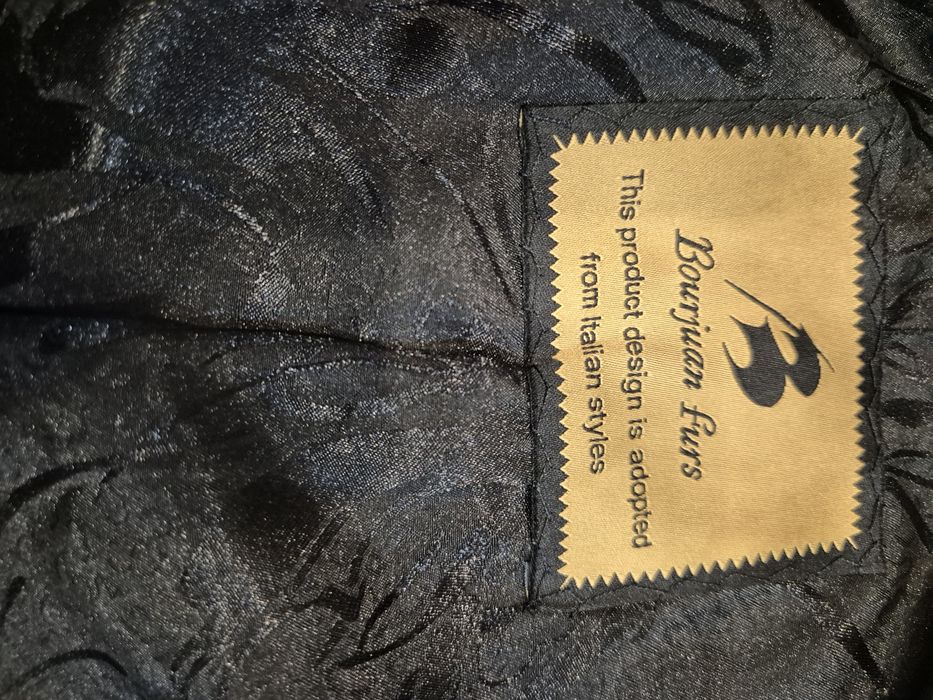 B
Bourjuan furs
This product design is adopted
from Italian styles